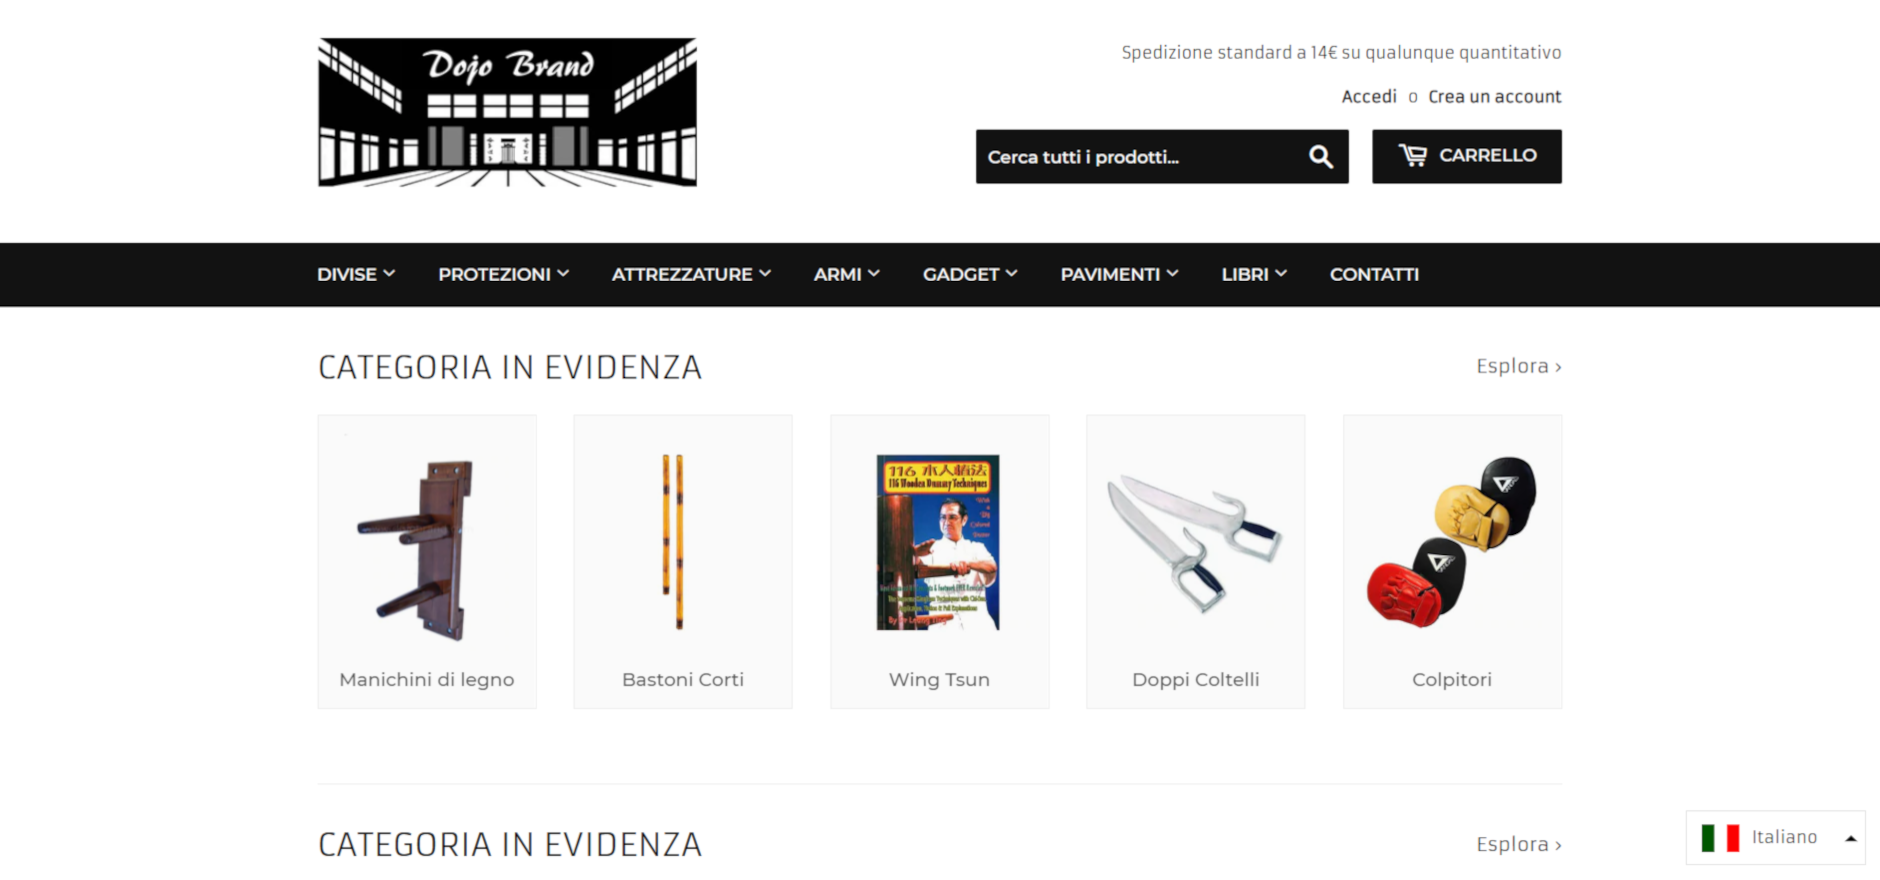 Dojo Brand
Spedizione standard a 14€ su qualunque quantitativo
Accedi o Crea un account
Cerca tutti i prodotti...
CARRELLO
DIVISE PROTEZIONI ATTREZZATURE ARMI GADGET PAVIMENTI LIBRI CONTATTI
CATEGORIA IN EVIDENZA
Esplora ›
116 木人樁法
116 Wooden Dummy Techniques
Manichini di legno
Bastoni Corti
Wing Tsun
Doppi Coltelli
Colpitori
CATEGORIA IN EVIDENZA
Esplora ›
Italiano